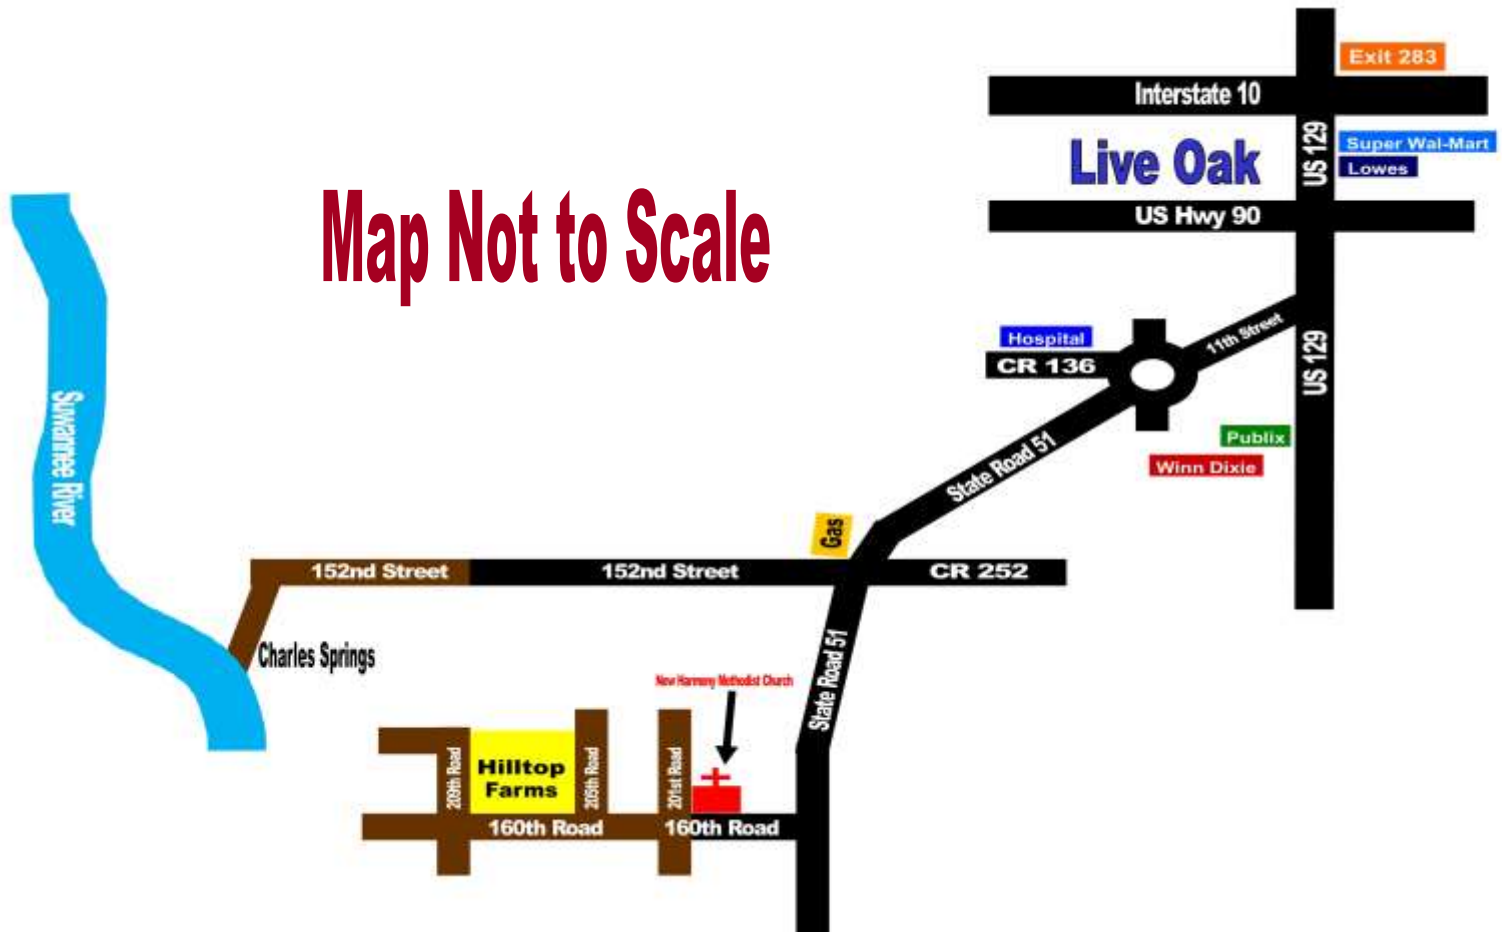 Exit 283
Interstate 10
US 129
Super Wal-Mart
Live Oak
Lowes
Map Not to Scale
US Hwy 90
11th Street
Hospital
CR 136
US 129
Suwannee River
Publix
State Road 51
Winn Dixie
Gas
152nd Street
152nd Street
CR 252
Charles Springs
State Road 51
New Harmony Methodist Church
209th Road
Hilltop
Farms
205th Road
201st Road
160th Road
160th Road